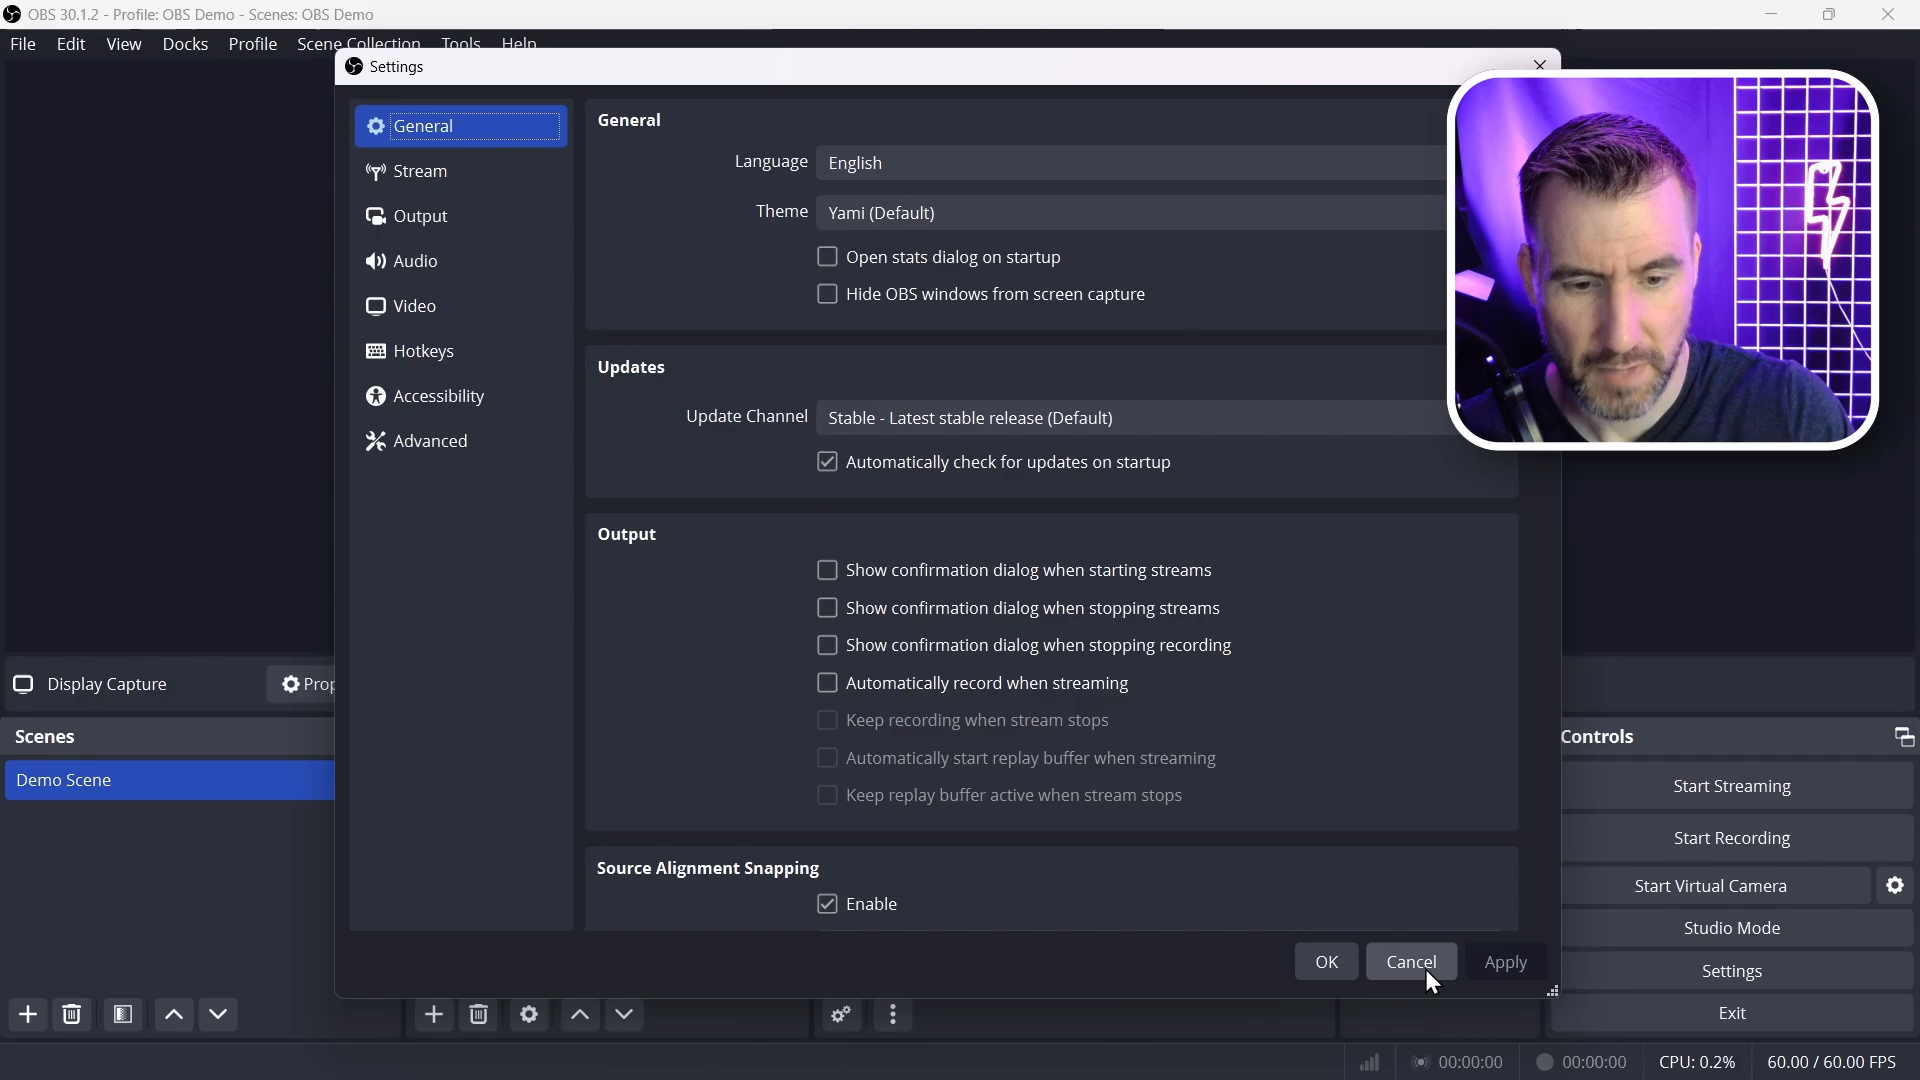 OBS 30.1.2 - Profile: OBS Demo - Scenes: OBS Demo
File Edit View Docks Profile Scene Collection Tools Help
Settings
General
Stream
Output
Audio
Video
Hotkeys
Accessibility
Advanced
General
Language English
Theme Yami (Default)
Open stats dialog on startup
Hide OBS windows from screen capture
Updates
Update Channel Stable - Latest stable release (Default)
Automatically check for updates on startup
Output
Show confirmation dialog when starting streams
Show confirmation dialog when stopping streams
Show confirmation dialog when stopping recording
Automatically record when streaming
Keep recording when stream stops
Automatically start replay buffer when streaming
Keep replay buffer active when stream stops
Source Alignment Snapping
Enable
OK Cancel Apply
Display Capture
Prop
Scenes
Demo Scene
Controls
Start Streaming
Start Recording
Start Virtual Camera
Studio Mode
Settings
Exit
00:00:00 00:00:00 CPU: 0.2% 60.00 / 60.00 FPS